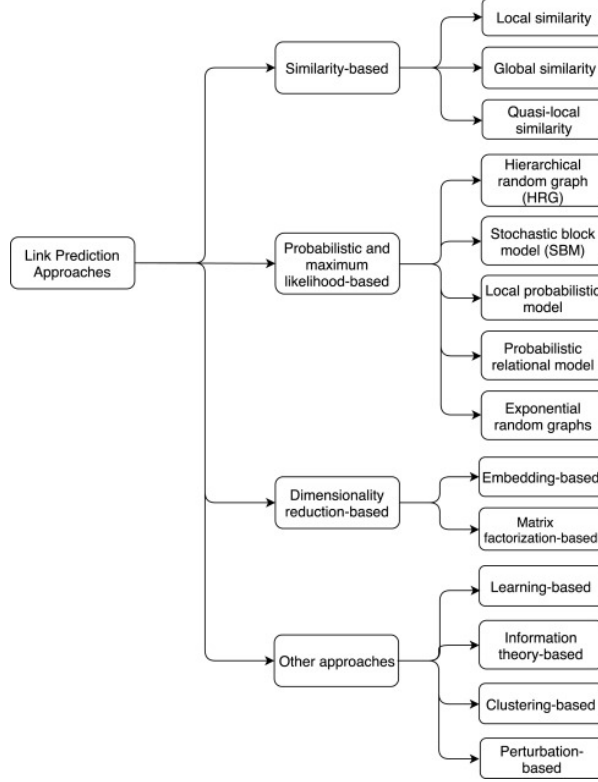 Local similarity
Similarity-based
Global similarity
Quasi-local
similarity
Hierarchical
random graph
(HRG)
Stochastic block
model (SBM)
Link Prediction
Approaches
Probabilistic and
maximum
likelihood-based
Local probabilistic
model
Probabilistic
relational model
Exponential
random graphs
Embedding-based
Dimensionality
reduction-based
Matrix
factorization-based
Learning-based
Information
theory-based
Other approaches
Clustering-based
Perturbation-
based